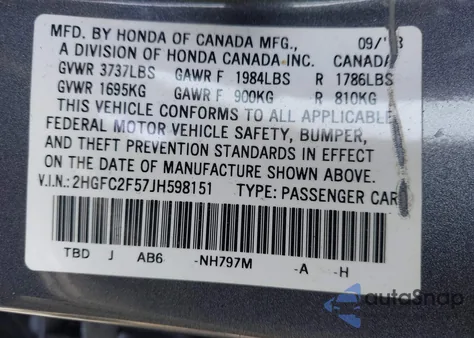 MFD. BY HONDA OF CANADA MFG., 09/18
A DIVISION OF HONDA CANADA INC. CANADA
GVWR 3737LBS GAWR F 1984LBS R 1786LBS
GVWR 1695KG GAWR F 900KG R 810KG
THIS VEHICLE CONFORMS TO ALL APPLICABLE
FEDERAL MOTOR VEHICLE SAFETY, BUMPER,
AND THEFT PREVENTION STANDARDS IN EFFECT
ON THE DATE OF MANUFACTURE SHOWN ABOVE.
V.I.N.: 2HGFC2F57JH598151 TYPE: PASSENGER CAR
TBD J AB6 -NH797M -A -H
autoSnap